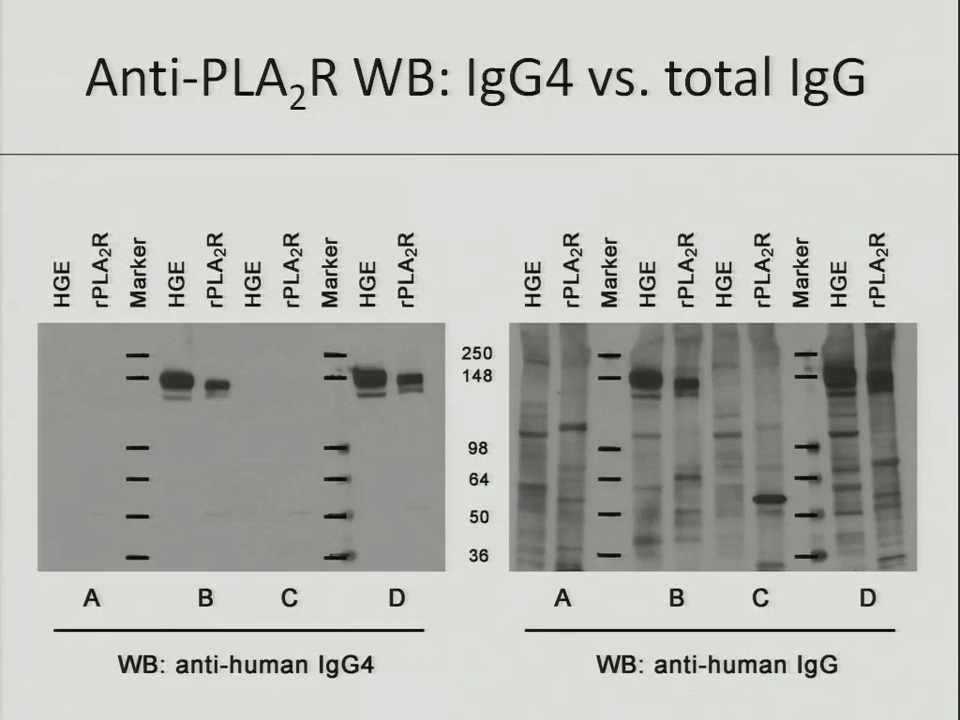 Anti-PLA₂R WB: IgG4 vs. total IgG
HGE rPLA₂R Marker HGE rPLA₂R HGE rPLA₂R Marker HGE rPLA₂R
HGE rPLA₂R Marker HGE rPLA₂R HGE rPLA₂R Marker HGE rPLA₂R
250
148
98
64
50
36
A B C D
A B C D
WB: anti-human IgG4
WB: anti-human IgG